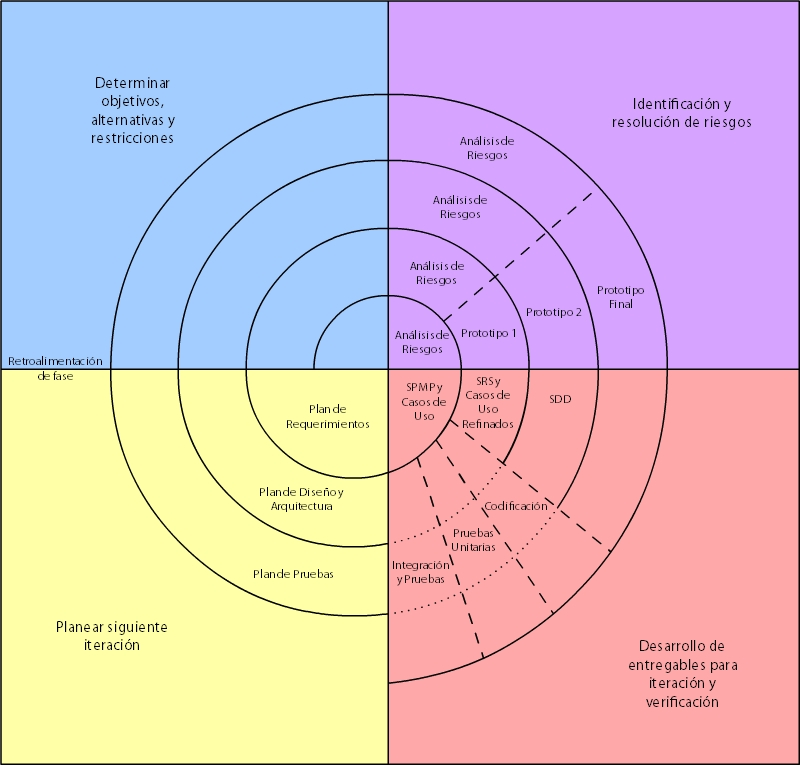 Determinar
objetivos,
alternativas y
restricciones
Identificación y
resolución de riesgos
Análisis de
Riesgos
Análisis de
Riesgos
Análisis de
Riesgos
Análisis de
Riesgos
Prototipo 1
Prototipo 2
Prototipo
Final
Retroalimentación
de fase
Plan de
Requerimientos
Plan de Diseño y
Arquitectura
Plan de Pruebas
Planear siguiente
iteración
SPMP y
Casos de
Uso
SRS y
Casos de
Uso
Refinados
SDD
Codificación
Pruebas
Unitarias
Integración
y Pruebas
Desarrollo de
entregables para
iteración y
verificación